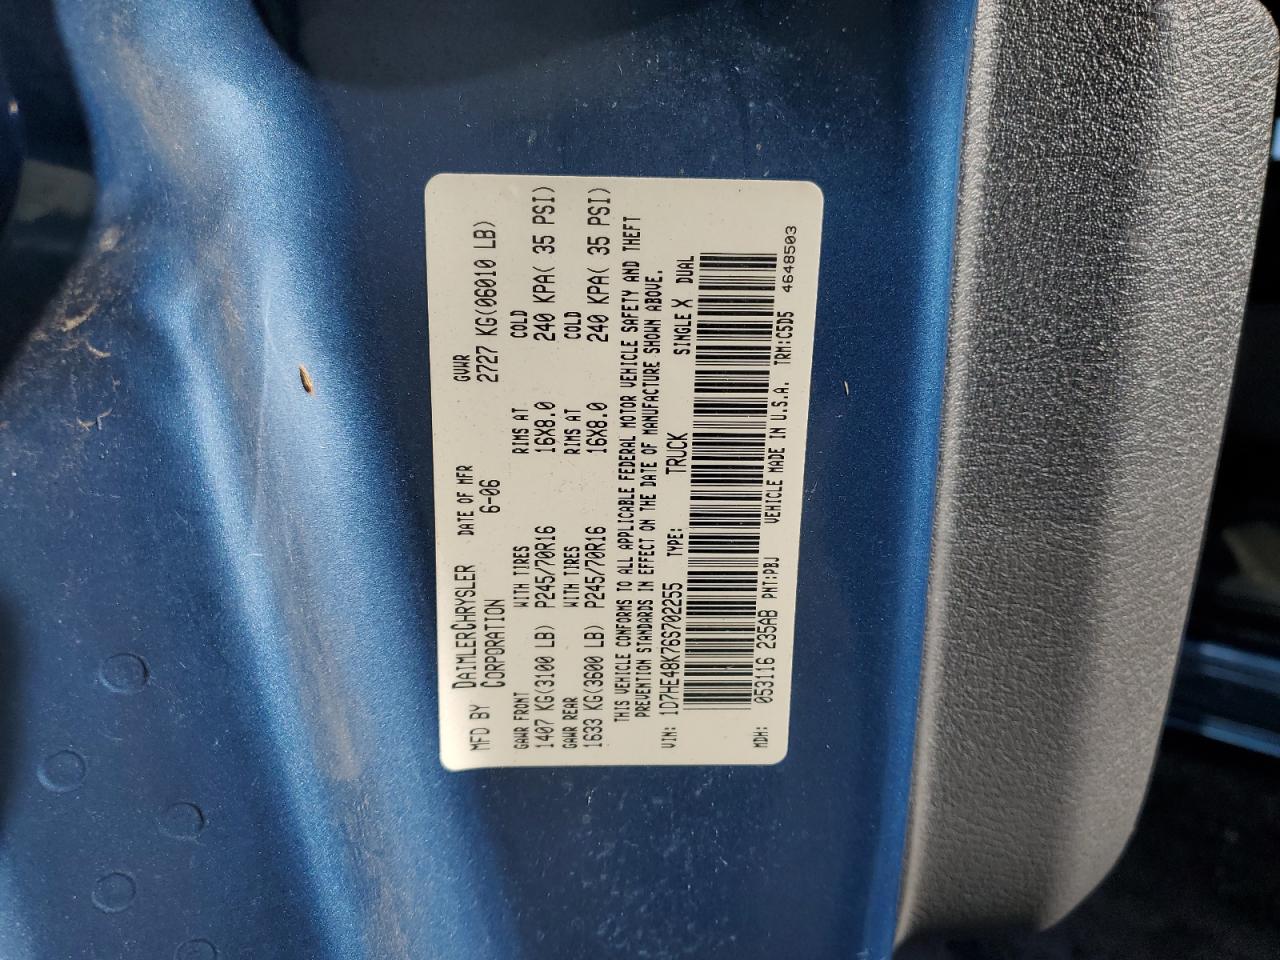 MFD BY DAIMLERCHRYSLER CORPORATION DATE OF MFR 6-06 GVWR 2727 KG(06010 LB)
GAWR FRONT WITH TIRES RIMS AT COLD
1407 KG(3100 LB) P245/70R16 16X8.0 240 KPA( 35 PSI)
GAWR REAR WITH TIRES RIMS AT COLD
1633 KG(3600 LB) P245/70R16 16X8.0 240 KPA( 35 PSI)
THIS VEHICLE CONFORMS TO ALL APPLICABLE FEDERAL MOTOR VEHICLE SAFETY AND THEFT
PREVENTION STANDARDS IN EFFECT ON THE DATE OF MANUFACTURE SHOWN ABOVE.
VIN: 1D7HE48K76S702255 TYPE: TRUCK SINGLE X DUAL
MDH: 053116 235AB PNT:PBJ VEHICLE MADE IN U.S.A. TRM:C5D5 4648503